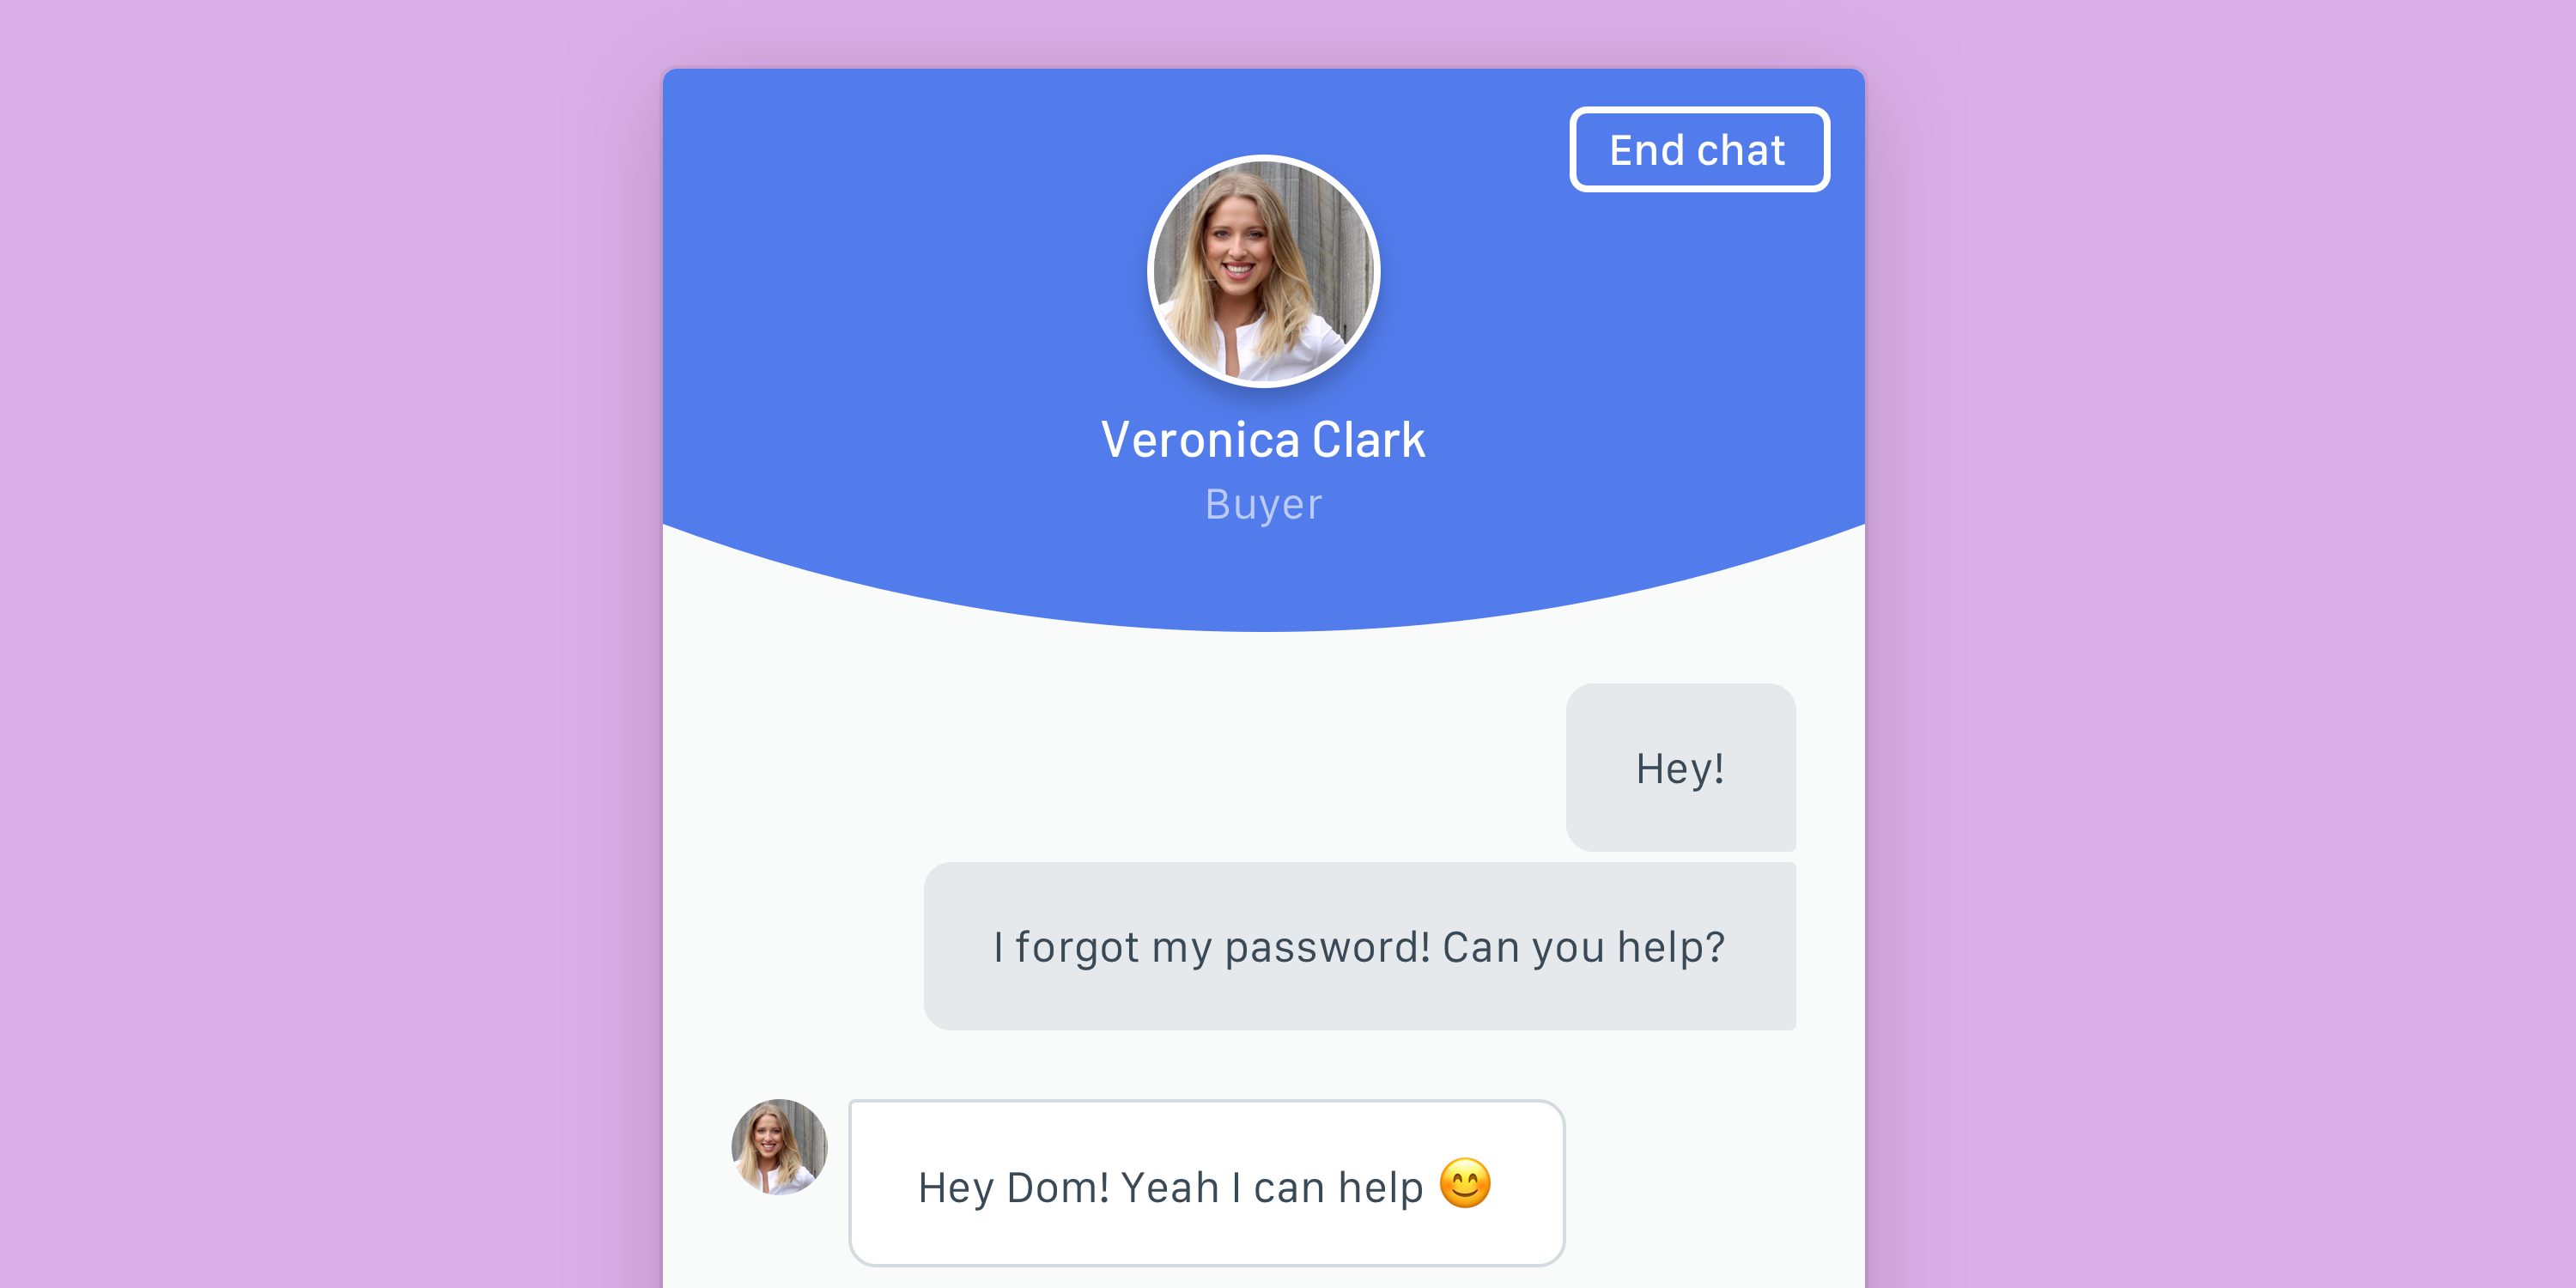 End chat
Veronica Clark
Buyer
Hey!
I forgot my password! Can you help?
Hey Dom! Yeah I can help 😊